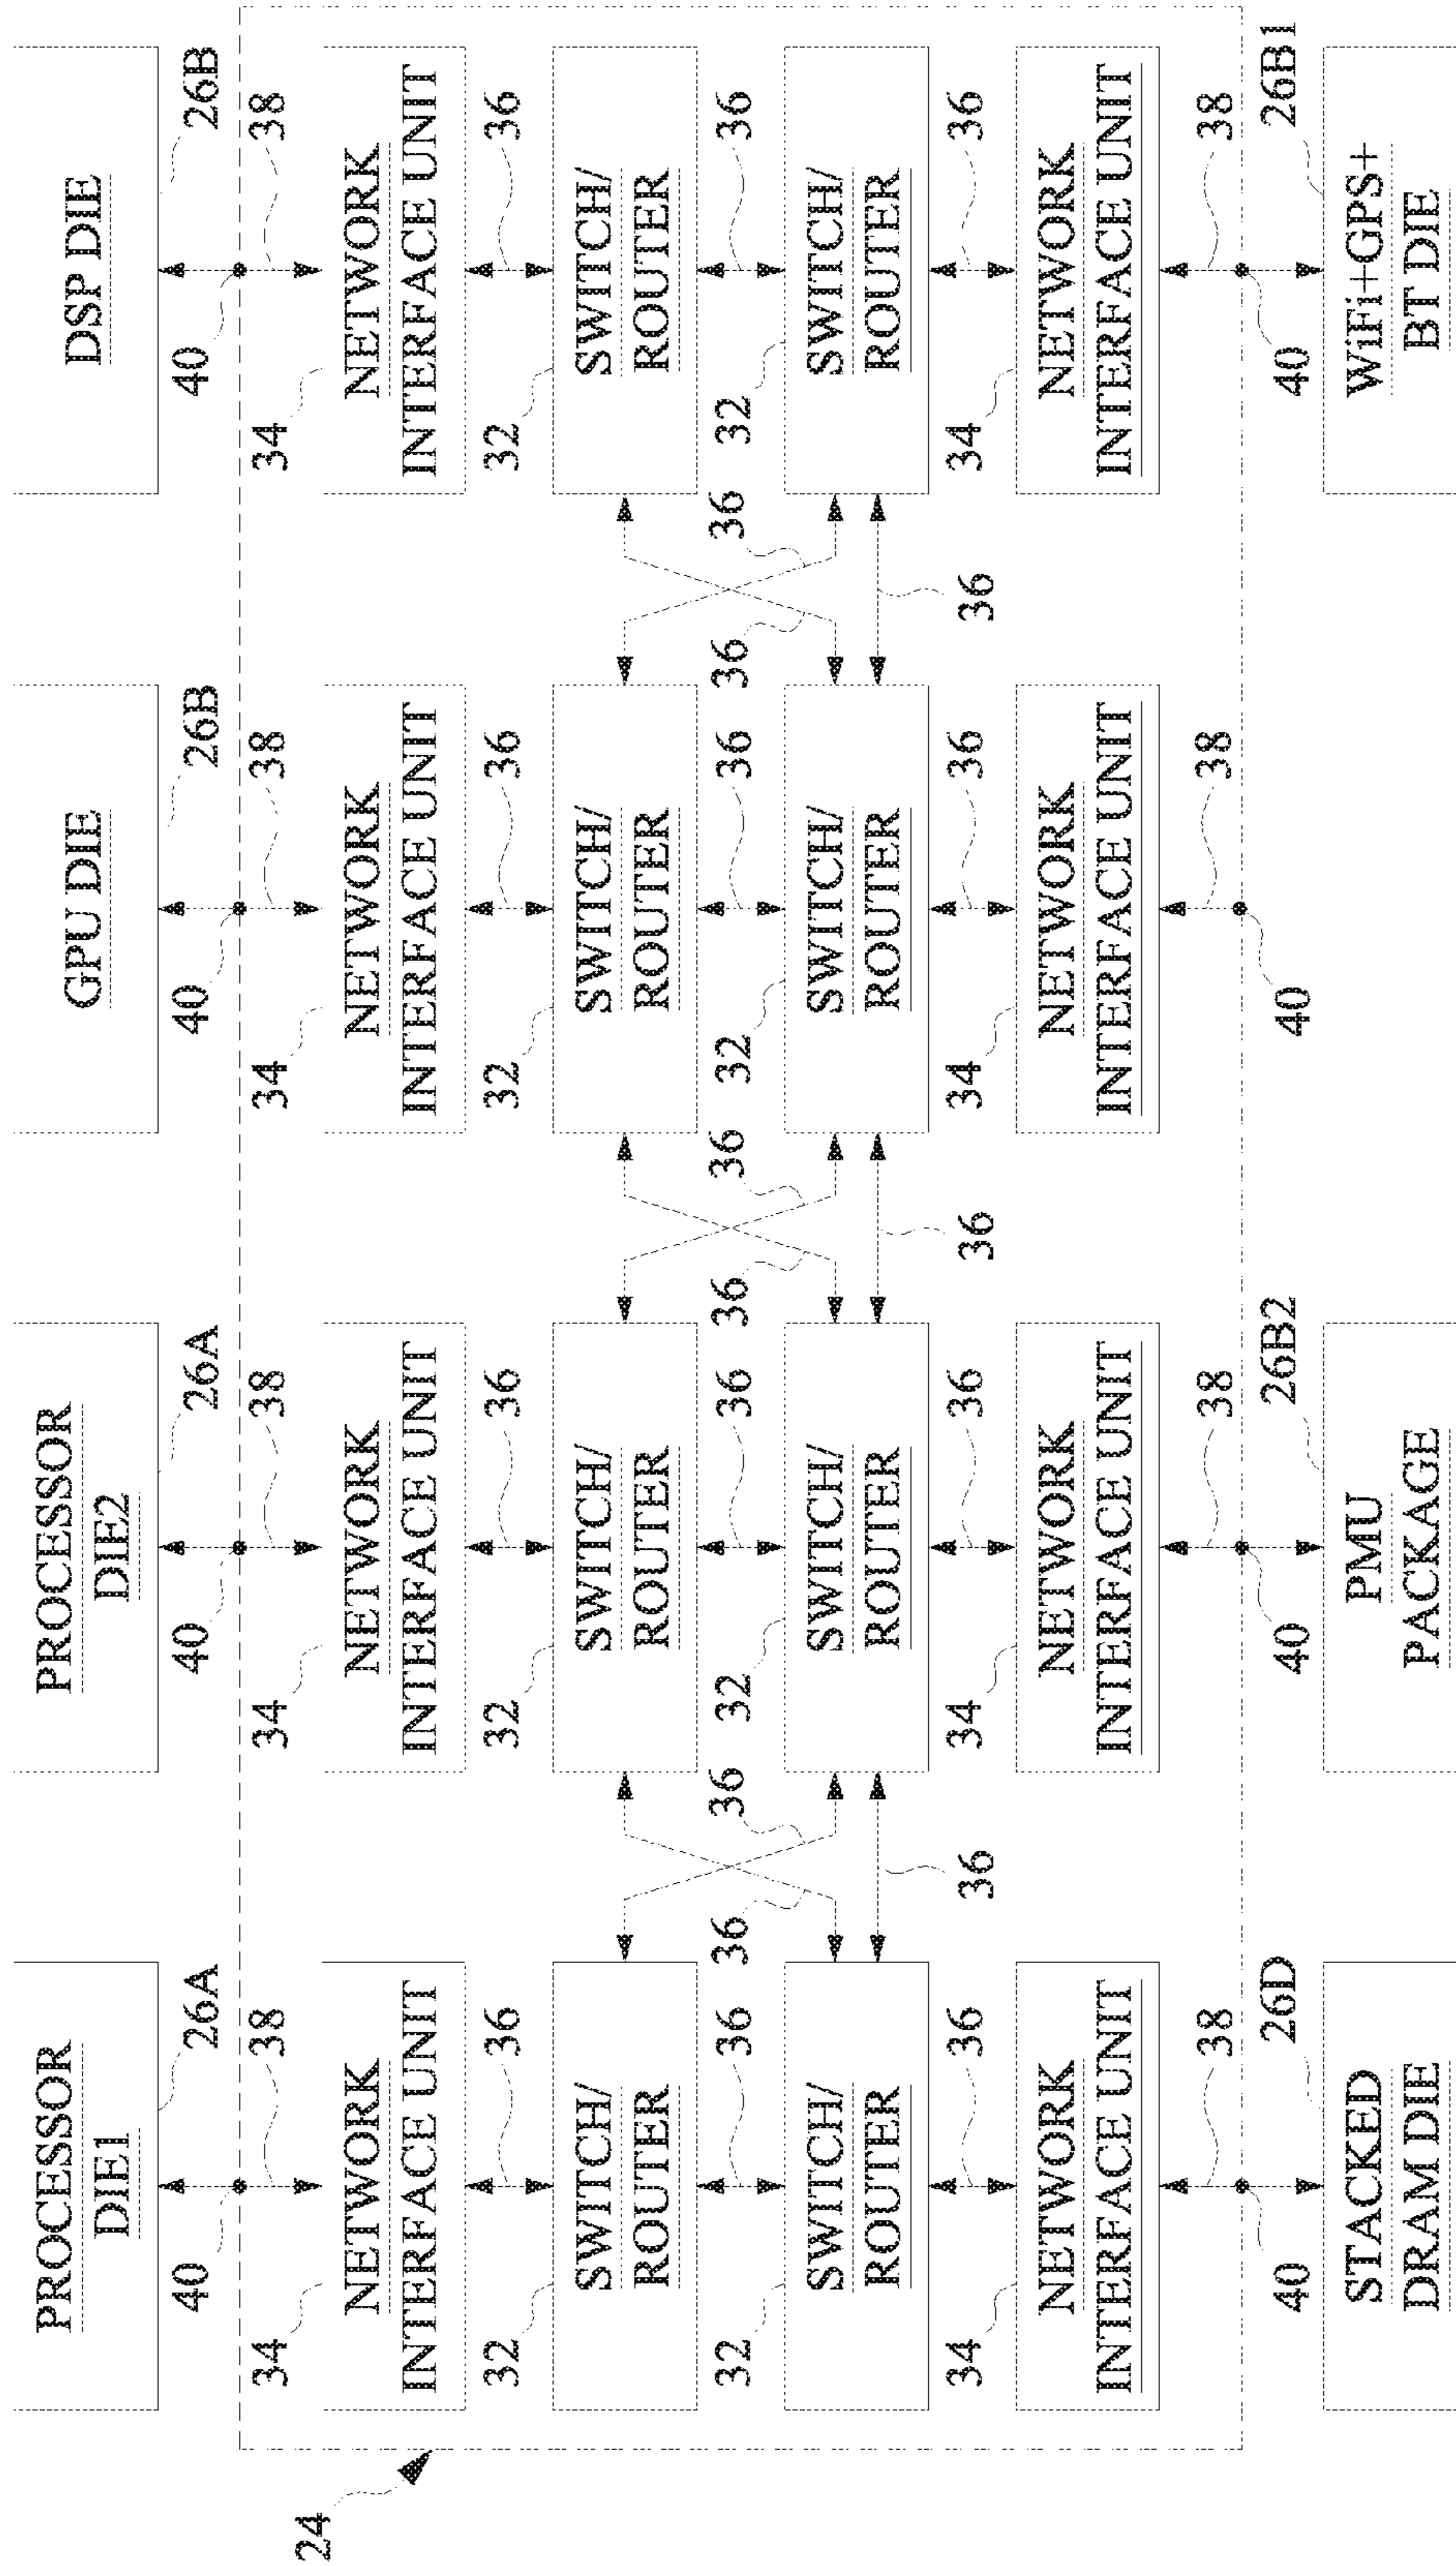 PROCESSOR
DIE1
PROCESSOR
DIE2
GPU DIE
DSP DIE
40
26A
40
26A
40
26B
40
26B
34
38
34
38
34
38
34
38
24
NETWORK
INTERFACE UNIT
NETWORK
INTERFACE UNIT
NETWORK
INTERFACE UNIT
NETWORK
INTERFACE UNIT
32
36
32
36
32
36
32
36
SWITCH/
ROUTER
SWITCH/
ROUTER
SWITCH/
ROUTER
SWITCH/
ROUTER
32
36
36
36
32
36
36
36
32
36
36
36
32
36
SWITCH/
ROUTER
SWITCH/
ROUTER
SWITCH/
ROUTER
SWITCH/
ROUTER
34
36
36
34
36
36
34
36
36
34
36
NETWORK
INTERFACE UNIT
NETWORK
INTERFACE UNIT
NETWORK
INTERFACE UNIT
NETWORK
INTERFACE UNIT
38
38
38
38
40
26D
40
26B2
40
40
26B1
STACKED
DRAM DIE
PMU
PACKAGE
WiFi+GPS+
BT DIE